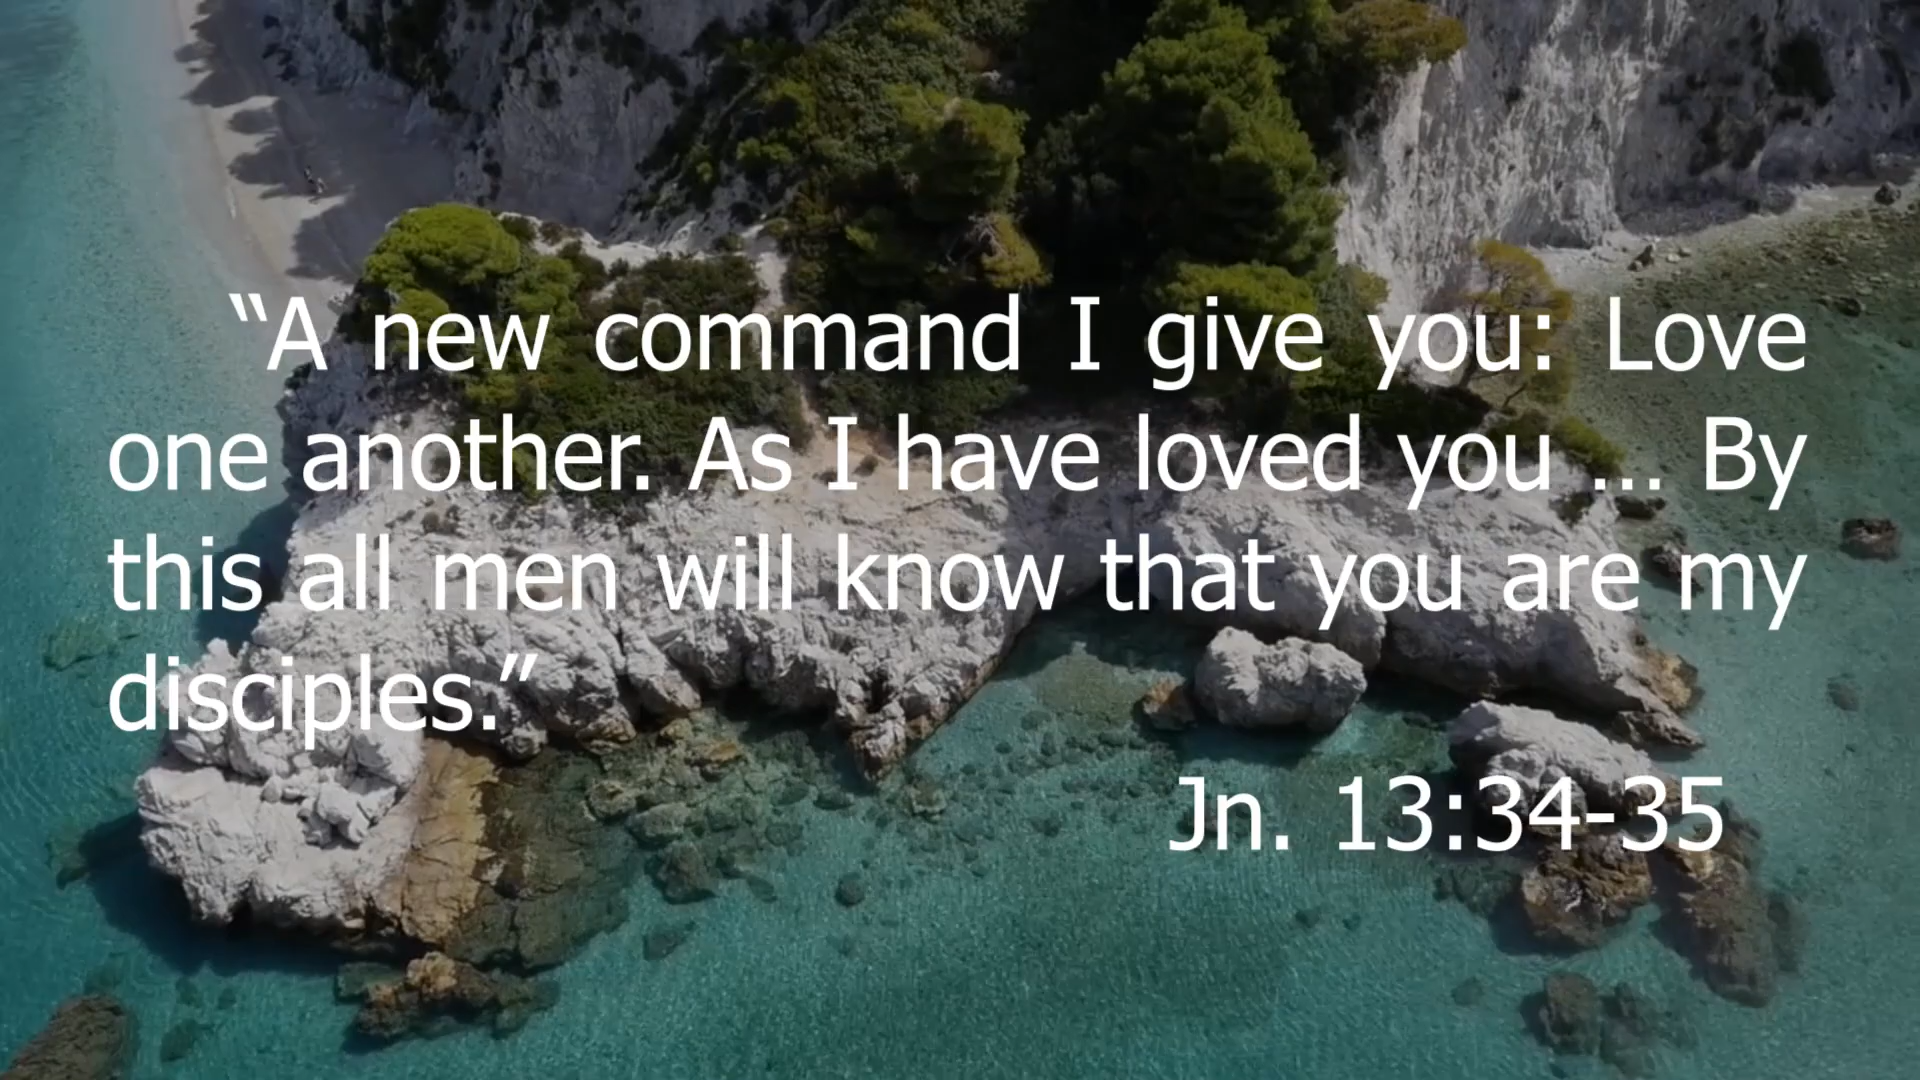 “A new command I give you: Love
one another. As I have loved you ... By
this all men will know that you are my
disciples.”
Jn. 13:34-35